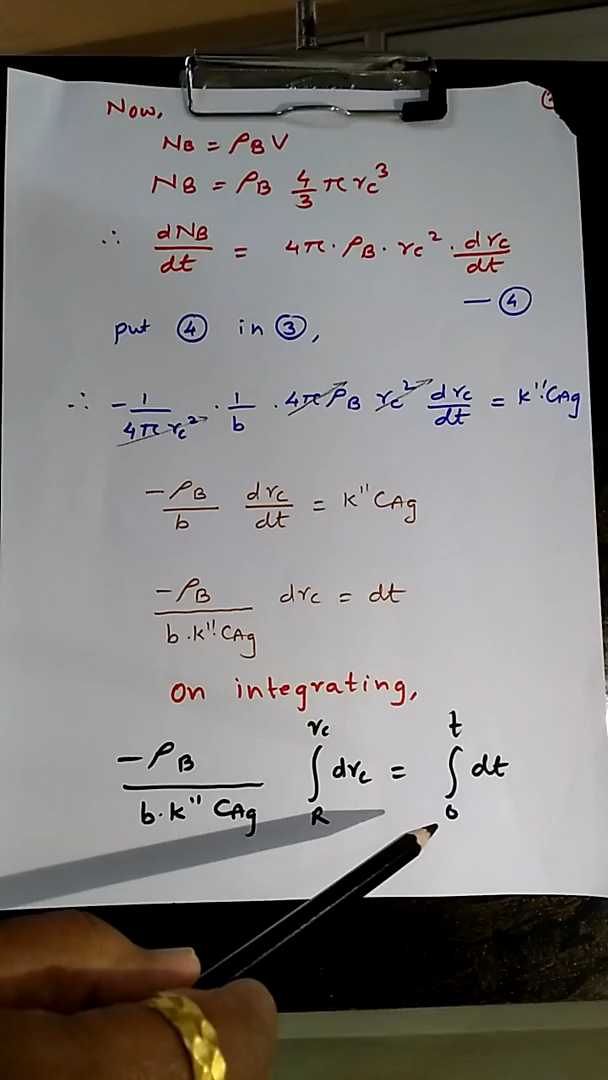 Now,
NB = ρB V
NB = ρB 4/3 π rc³
∴ dNB/dt = 4π · ρB · rc² · drc/dt
— ④
put ④ in ③,
∴ -1/4π rc² · 1/b · 4π ρB rc² drc/dt = k'' CAg
-ρB/b drc/dt = k'' CAg
-ρB/b·k'' CAg drc = dt
On integrating,
-ρB/b·k'' CAg ∫R^rc drc = ∫0^t dt